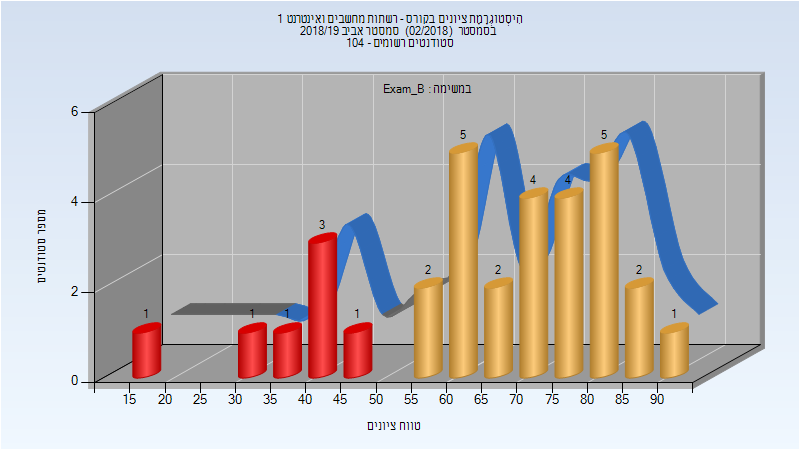 היסטוגרמת ציונים בקורס - רשתות מחשבים ואינטרנט 1
בסמסטר (02/2018) סמסטר אביב 2018/19
סטודנטים רשומים - 104
במשימה : Exam_B
מספר סטודנטים
6
4
2
0
1 1 1 3 1 2 5 2 4 4 5 2 1
15 20 25 30 35 40 45 50 55 60 65 70 75 80 85 90
טווח ציונים